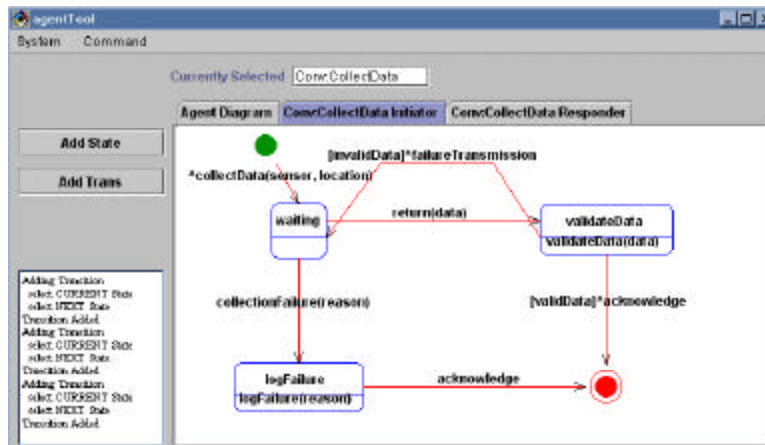 agentTool
System Command
Currently Selected Conv:CollectData
Agent Diagram Conv:CollectData Initiator Conv:CollectData Responder
Add State
Add Trans
[invalidData]^failureTransmission
^collectData(sensor, location)
waiting
return(data)
validateData
validateData(data)
collectionFailure(reason)
[validData]^acknowledge
logFailure
logFailure(reason)
acknowledge
Adding Transition
select CURRENT State
select NEXT State
Transition Added
Adding Transition
select CURRENT State
select NEXT State
Transition Added
Adding Transition
select CURRENT State
select NEXT State
Transition Added